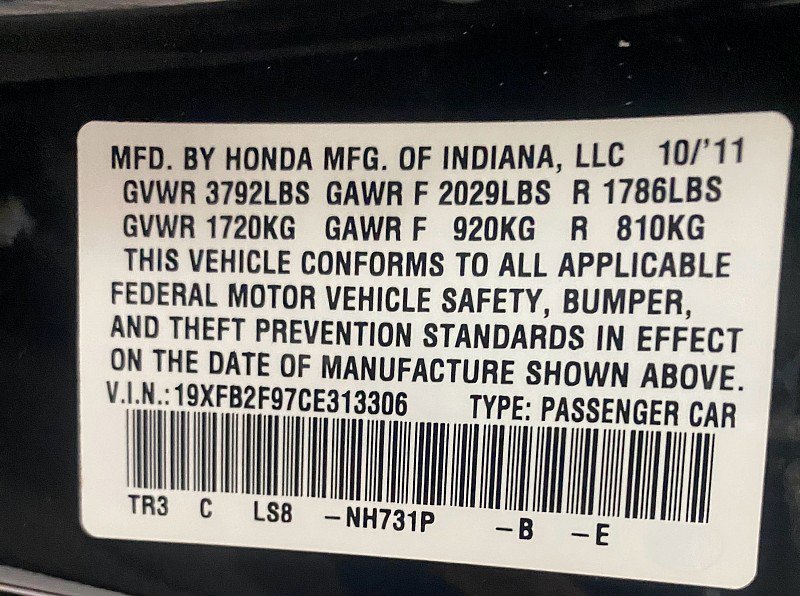 MFD. BY HONDA MFG. OF INDIANA, LLC 10/'11
GVWR 3792LBS GAWR F 2029LBS R 1786LBS
GVWR 1720KG GAWR F 920KG R 810KG
THIS VEHICLE CONFORMS TO ALL APPLICABLE
FEDERAL MOTOR VEHICLE SAFETY, BUMPER,
AND THEFT PREVENTION STANDARDS IN EFFECT
ON THE DATE OF MANUFACTURE SHOWN ABOVE.
V.I.N.: 19XFB2F97CE313306 TYPE: PASSENGER CAR
TR3 C LS8 -NH731P -B -E